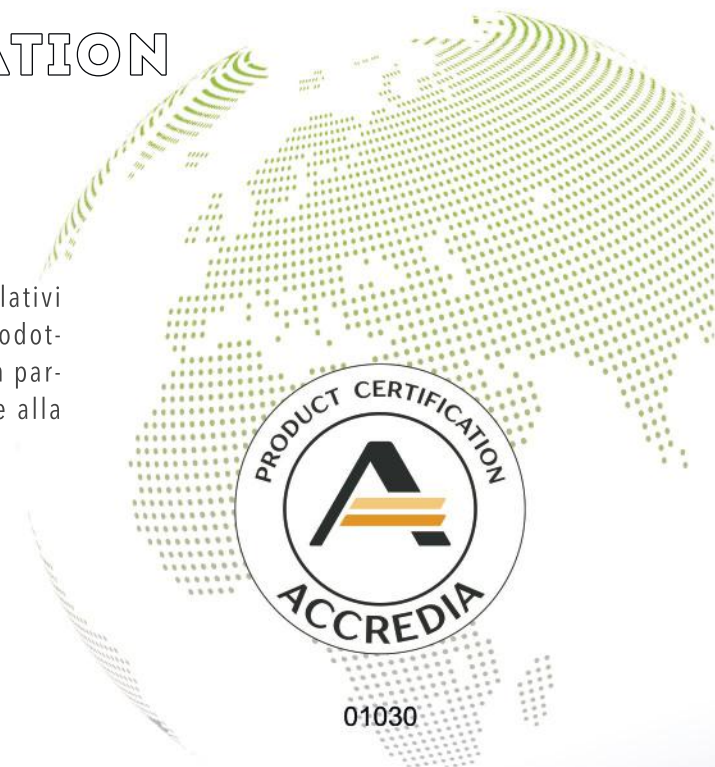 ATION
lativi
odot-
par-
e alla
PRODUCT CERTIFICATION
ACCREDIA
01030